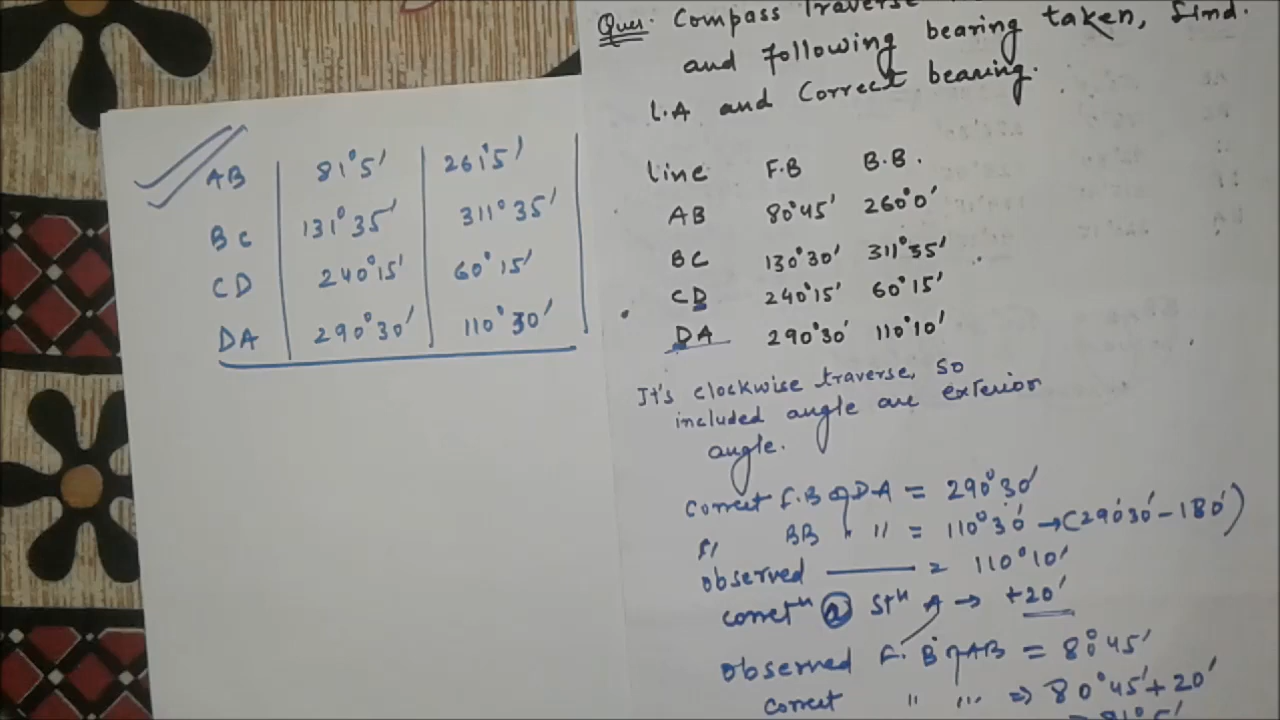 AB 81°5' 261°5'
BC 131°35' 311°35'
CD 240°15' 60°15'
DA 290°30' 110°30'
Ques. Compass Traverse
and following bearing taken, find.
L.A and Correct bearing.
line F.B B.B.
AB 80°45' 260°0'
BC 130°30' 311°35'
CD 240°15' 60°15'
DA 290°30' 110°10'
It's clockwise traverse, so
included angle are exterior
angle.
Correct F.B of DA = 290°30'
BB " " = 110°30' → (290°30' - 180°)
observed ——— = 110°10'
corretⁿ @ Stⁿ A → +20'
observed F.B of AB = 80°45'
correct " " ⇒ 80°45' + 20'
= 81°5'